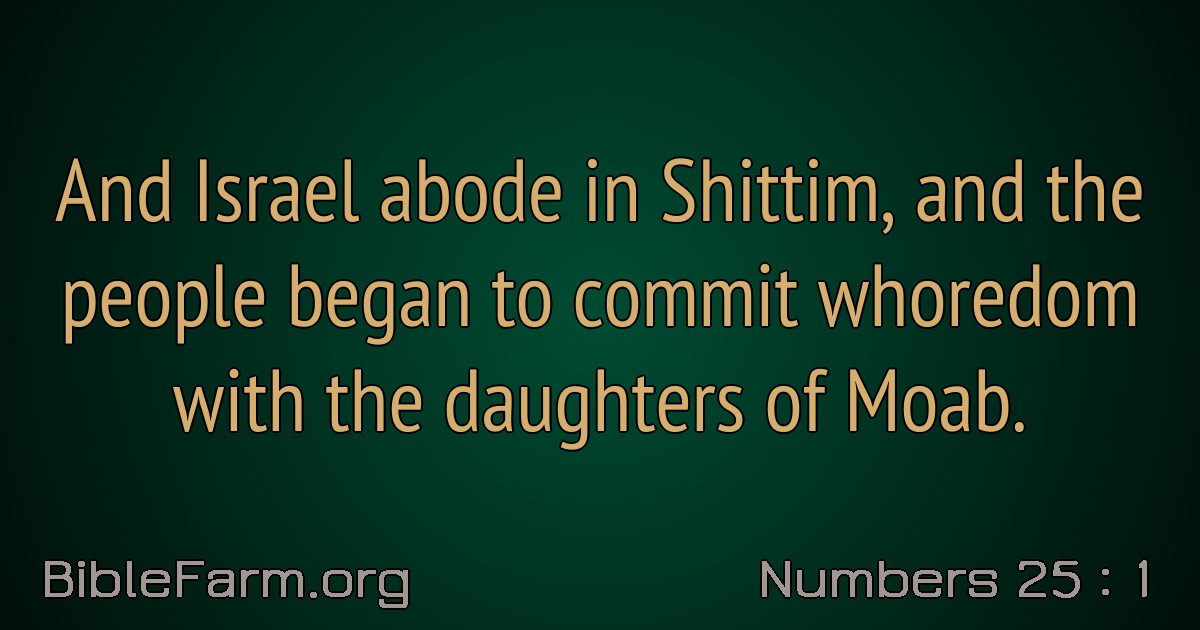 And Israel abode in Shittim, and the
people began to commit whoredom
with the daughters of Moab.
BibleFarm.org
Numbers 25 : 1